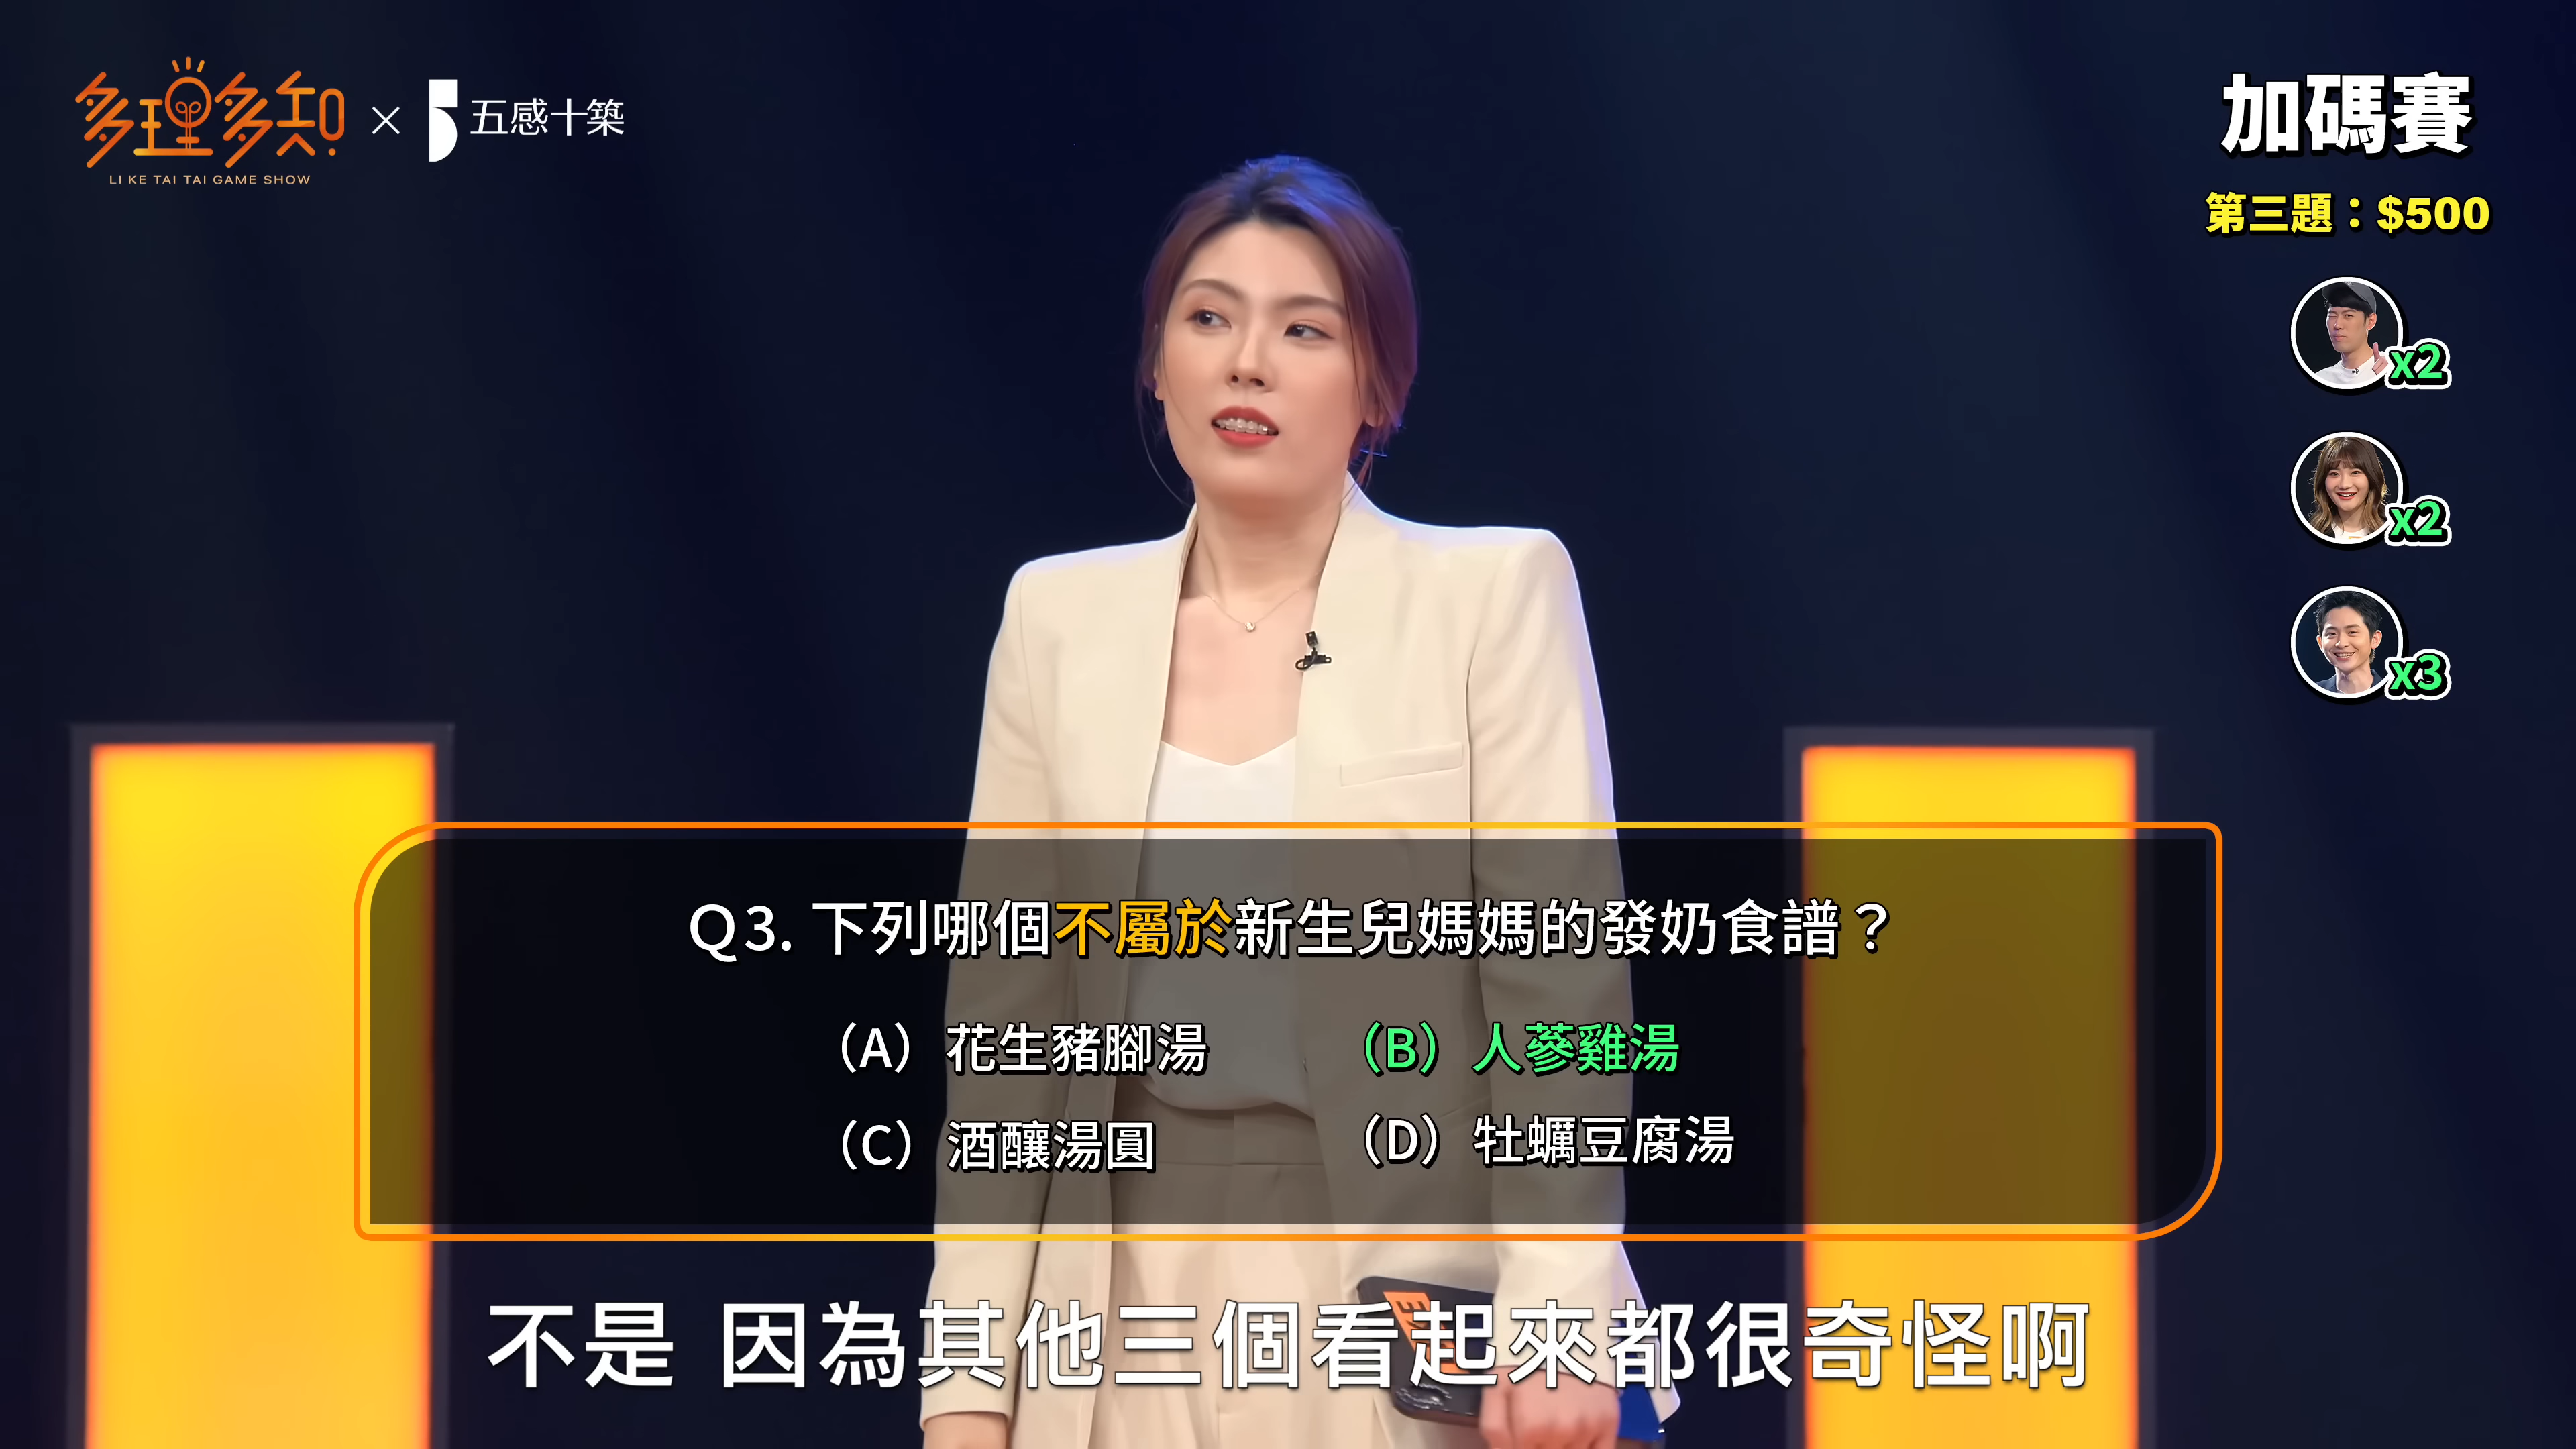 多理多知 × 五感十築
LI KE TAI TAI GAME SHOW
加碼賽
第三題：$500
x2
x2
x3
Q3. 下列哪個不屬於新生兒媽媽的發奶食譜？
（A）花生豬腳湯 （B）人蔘雞湯
（C）酒釀湯圓 （D）牡蠣豆腐湯
不是 因為其他三個看起來都很奇怪啊